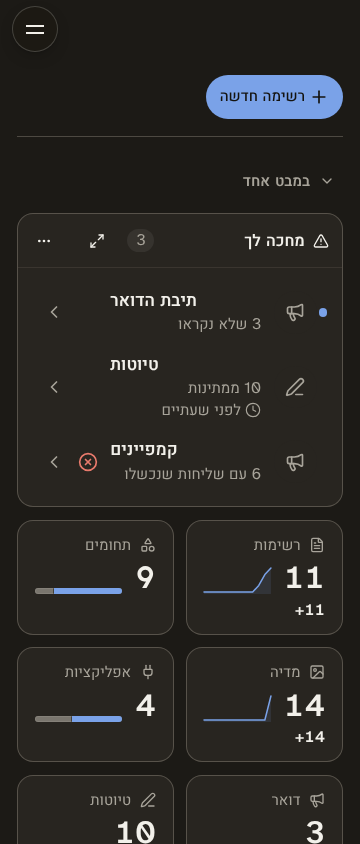 רשימה חדשה
במבט אחד
מחכה לך
3
תיבת הדואר
3 שלא נקראו
טיוטות
10 ממתינות
לפני שעתיים
קמפיינים
6 עם שליחות שנכשלו
רשימות
11
+11
תחומים
9
מדיה
14
+14
אפליקציות
4
דואר
3
טיוטות
10